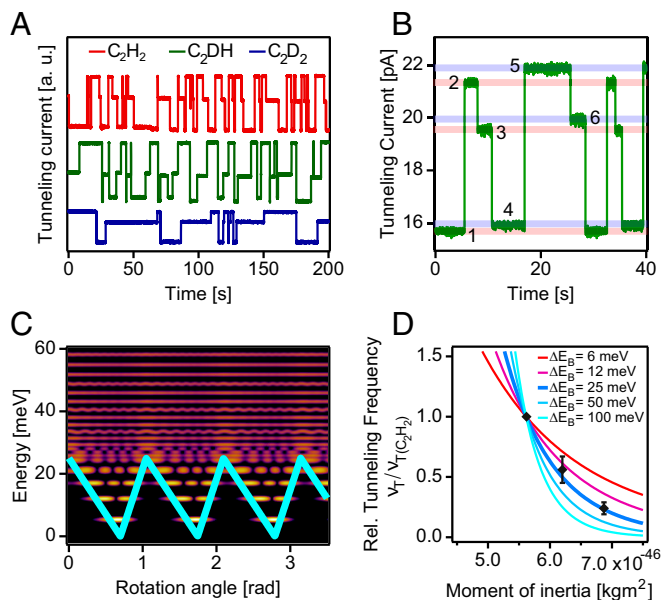 A
C₂H₂ C₂DH C₂D₂
Tunneling current [a. u.]
0 50 100 150 200
Time [s]
B
Tunneling Current [pA]
22
20
18
16
2
5
3
6
4
1
0 20 40
Time [s]
C
Energy [meV]
60
40
20
0
0 1 2 3
Rotation angle [rad]
D
Rel. Tunneling Frequency
νT/νT(C₂H₂)
1.5
1.0
0.5
0.0
ΔEB= 6 meV
ΔEB= 12 meV
ΔEB= 25 meV
ΔEB= 50 meV
ΔEB= 100 meV
5.0 6.0 7.0 x10⁻⁴⁶
Moment of inertia [kgm²]